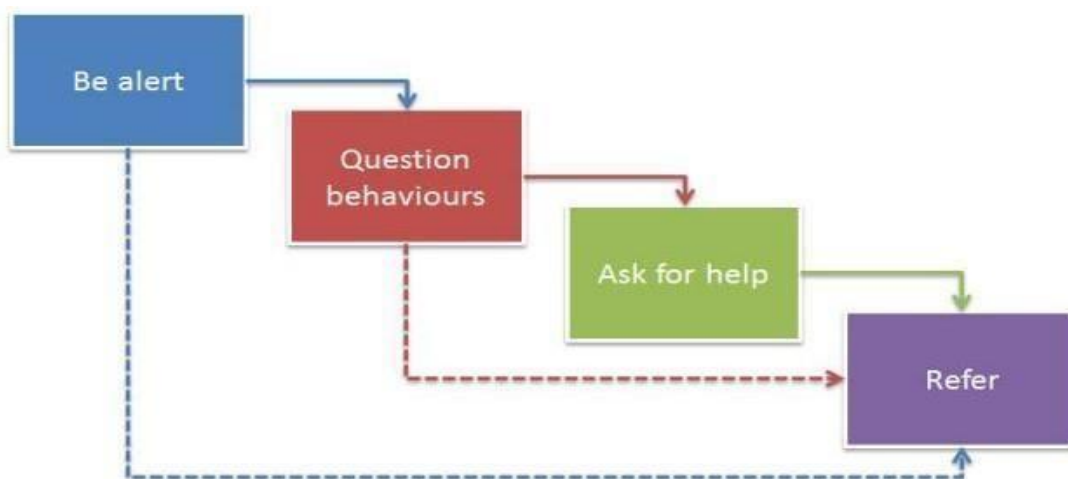 Be alert
Question
behaviours
Ask for help
Refer